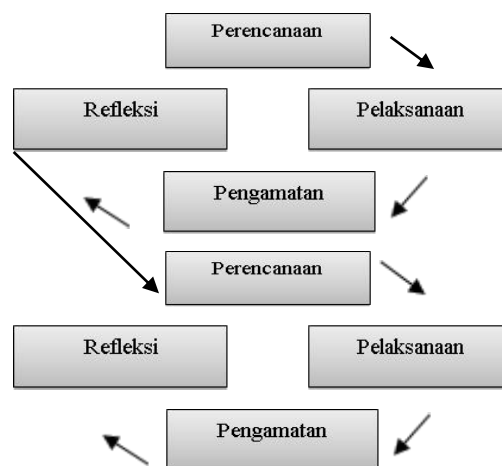 Perencanaan
Refleksi
Pelaksanaan
Pengamatan
Perencanaan
Refleksi
Pelaksanaan
Pengamatan